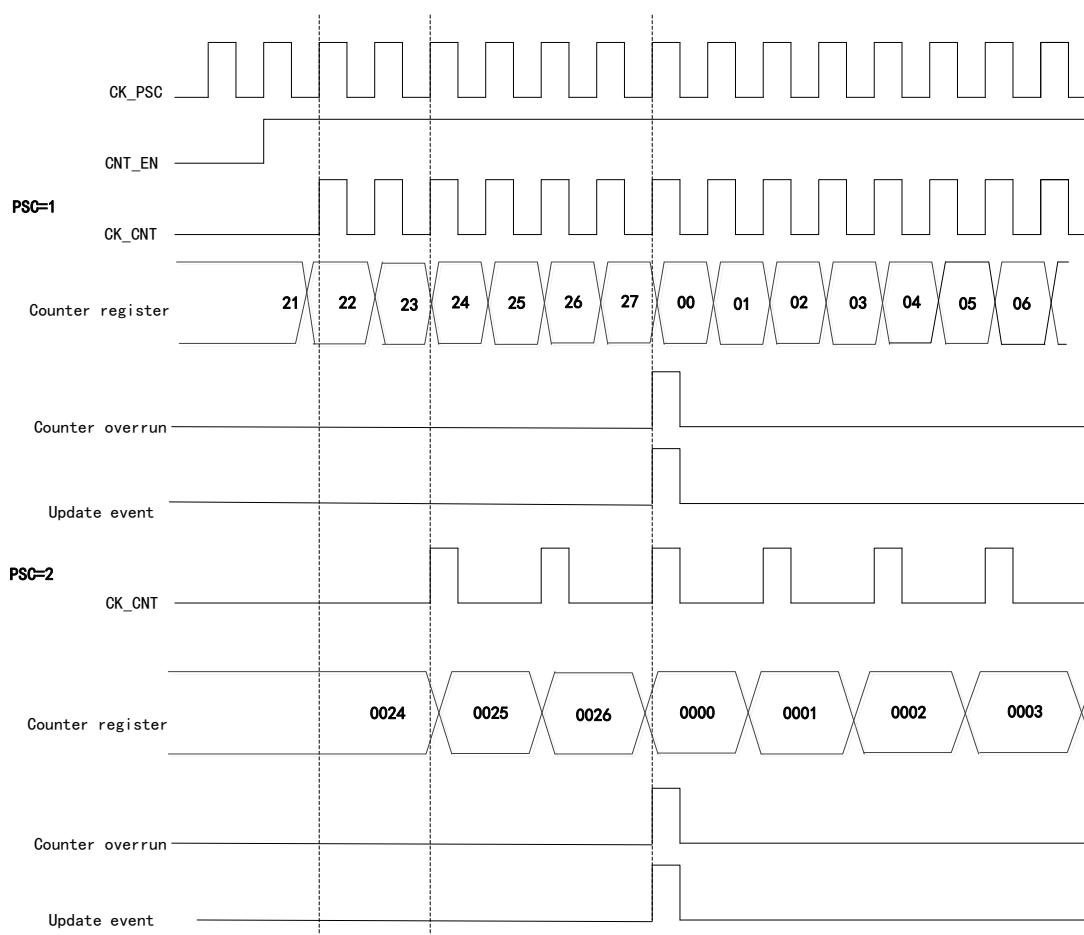 CK_PSC
CNT_EN
PSC=1
CK_CNT
Counter register 21 22 23 24 25 26 27 00 01 02 03 04 05 06
Counter overrun
Update event
PSC=2
CK_CNT
Counter register 0024 0025 0026 0000 0001 0002 0003
Counter overrun
Update event